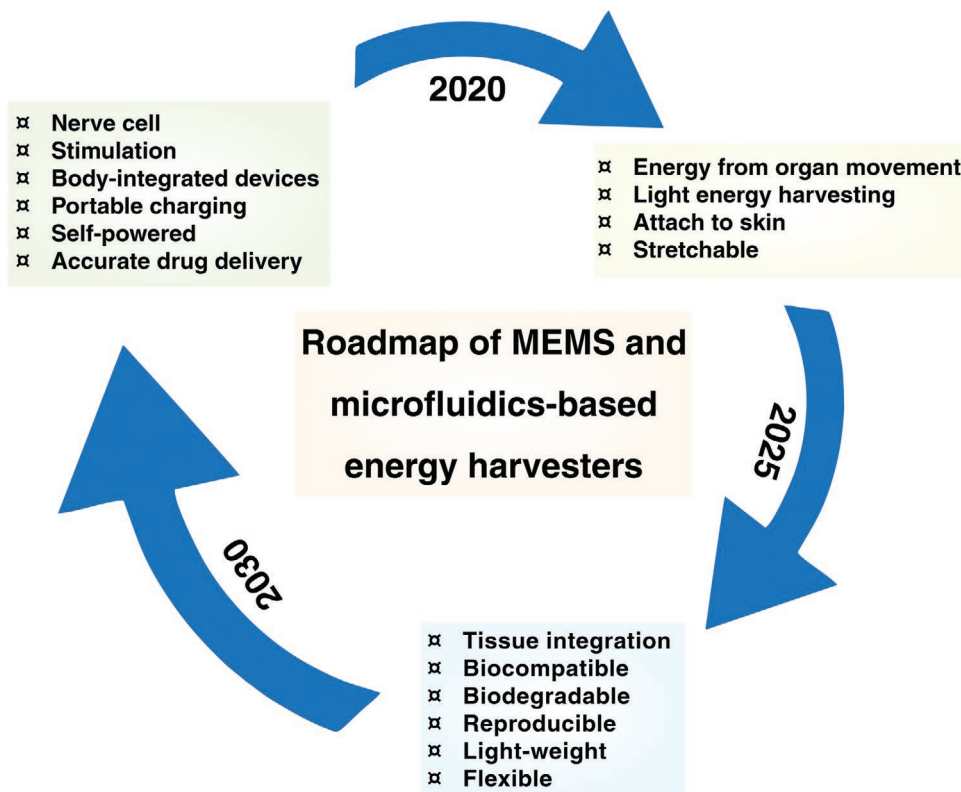 2020
¤ Nerve cell
¤ Stimulation
¤ Body-integrated devices
¤ Portable charging
¤ Self-powered
¤ Accurate drug delivery
¤ Energy from organ movement
¤ Light energy harvesting
¤ Attach to skin
¤ Stretchable
Roadmap of MEMS and
microfluidics-based
energy harvesters
2025
2030
¤ Tissue integration
¤ Biocompatible
¤ Biodegradable
¤ Reproducible
¤ Light-weight
¤ Flexible